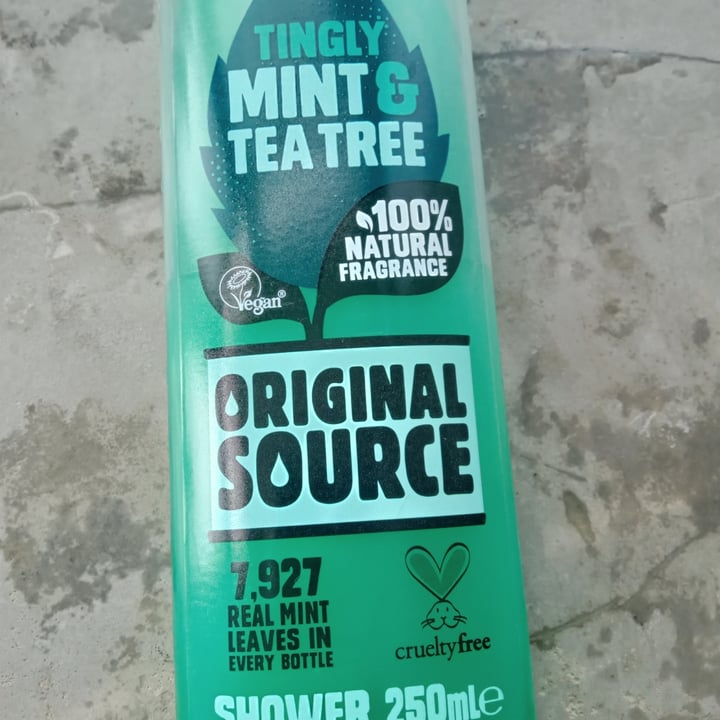 TINGLY
MINT &
TEA TREE
100%
NATURAL
FRAGRANCE
Vegan®
ORIGINAL
SOURCE
7,927
REAL MINT
LEAVES IN
EVERY BOTTLE
crueltyfree
SHOWER 250ml℮